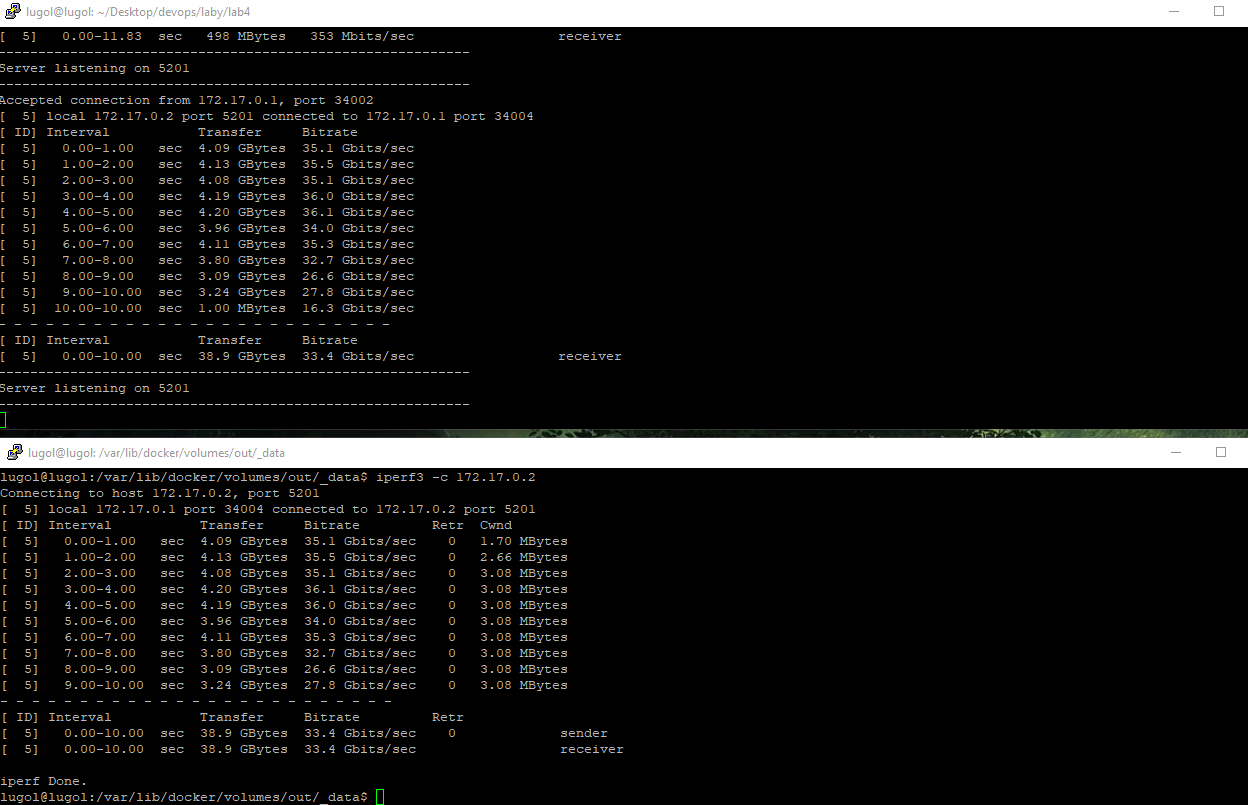 lugol@lugol: ~/Desktop/devops/laby/lab4
[  5]   0.00-11.83  sec   498 MBytes   353 Mbits/sec                  receiver
-----------------------------------------------------------
Server listening on 5201
-----------------------------------------------------------
Accepted connection from 172.17.0.1, port 34002
[  5] local 172.17.0.2 port 5201 connected to 172.17.0.1 port 34004
[ ID] Interval           Transfer     Bitrate
[  5]   0.00-1.00   sec  4.09 GBytes  35.1 Gbits/sec
[  5]   1.00-2.00   sec  4.13 GBytes  35.5 Gbits/sec
[  5]   2.00-3.00   sec  4.08 GBytes  35.1 Gbits/sec
[  5]   3.00-4.00   sec  4.19 GBytes  36.0 Gbits/sec
[  5]   4.00-5.00   sec  4.20 GBytes  36.1 Gbits/sec
[  5]   5.00-6.00   sec  3.96 GBytes  34.0 Gbits/sec
[  5]   6.00-7.00   sec  4.11 GBytes  35.3 Gbits/sec
[  5]   7.00-8.00   sec  3.80 GBytes  32.7 Gbits/sec
[  5]   8.00-9.00   sec  3.09 GBytes  26.6 Gbits/sec
[  5]   9.00-10.00  sec  3.24 GBytes  27.8 Gbits/sec
[  5]  10.00-10.00  sec  1.00 MBytes  16.3 Gbits/sec
- - - - - - - - - - - - - - - - - - - - - - - - -
[ ID] Interval           Transfer     Bitrate
[  5]   0.00-10.00  sec  38.9 GBytes  33.4 Gbits/sec                  receiver
-----------------------------------------------------------
Server listening on 5201
-----------------------------------------------------------
lugol@lugol: /var/lib/docker/volumes/out/_data
lugol@lugol:/var/lib/docker/volumes/out/_data$ iperf3 -c 172.17.0.2
Connecting to host 172.17.0.2, port 5201
[  5] local 172.17.0.1 port 34004 connected to 172.17.0.2 port 5201
[ ID] Interval           Transfer     Bitrate         Retr  Cwnd
[  5]   0.00-1.00   sec  4.09 GBytes  35.1 Gbits/sec    0   1.70 MBytes
[  5]   1.00-2.00   sec  4.13 GBytes  35.5 Gbits/sec    0   2.66 MBytes
[  5]   2.00-3.00   sec  4.08 GBytes  35.1 Gbits/sec    0   3.08 MBytes
[  5]   3.00-4.00   sec  4.20 GBytes  36.1 Gbits/sec    0   3.08 MBytes
[  5]   4.00-5.00   sec  4.19 GBytes  36.0 Gbits/sec    0   3.08 MBytes
[  5]   5.00-6.00   sec  3.96 GBytes  34.0 Gbits/sec    0   3.08 MBytes
[  5]   6.00-7.00   sec  4.11 GBytes  35.3 Gbits/sec    0   3.08 MBytes
[  5]   7.00-8.00   sec  3.80 GBytes  32.7 Gbits/sec    0   3.08 MBytes
[  5]   8.00-9.00   sec  3.09 GBytes  26.6 Gbits/sec    0   3.08 MBytes
[  5]   9.00-10.00  sec  3.24 GBytes  27.8 Gbits/sec    0   3.08 MBytes
- - - - - - - - - - - - - - - - - - - - - - - - -
[ ID] Interval           Transfer     Bitrate         Retr
[  5]   0.00-10.00  sec  38.9 GBytes  33.4 Gbits/sec    0             sender
[  5]   0.00-10.00  sec  38.9 GBytes  33.4 Gbits/sec                  receiver
iperf Done.
lugol@lugol:/var/lib/docker/volumes/out/_data$